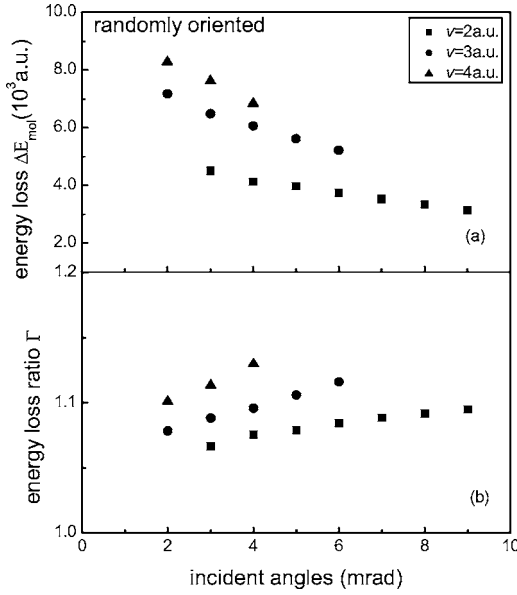 randomly oriented
v=2a.u.
v=3a.u.
v=4a.u.
10.0
8.0
6.0
4.0
2.0
energy loss ΔE_mol(10³a.u.)
(a)
1.2
1.1
1.0
energy loss ratio Γ
(b)
0 2 4 6 8 10
incident angles (mrad)